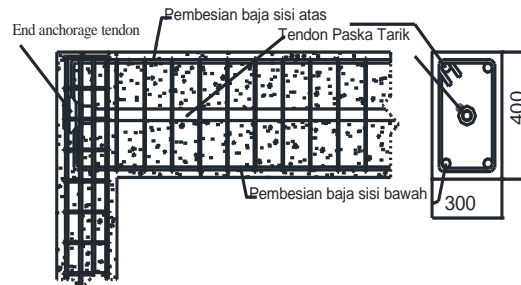 Pembesian baja sisi atas
End anchorage tendon
Tendon Paska Tarik
Pembesian baja sisi bawah
400
300